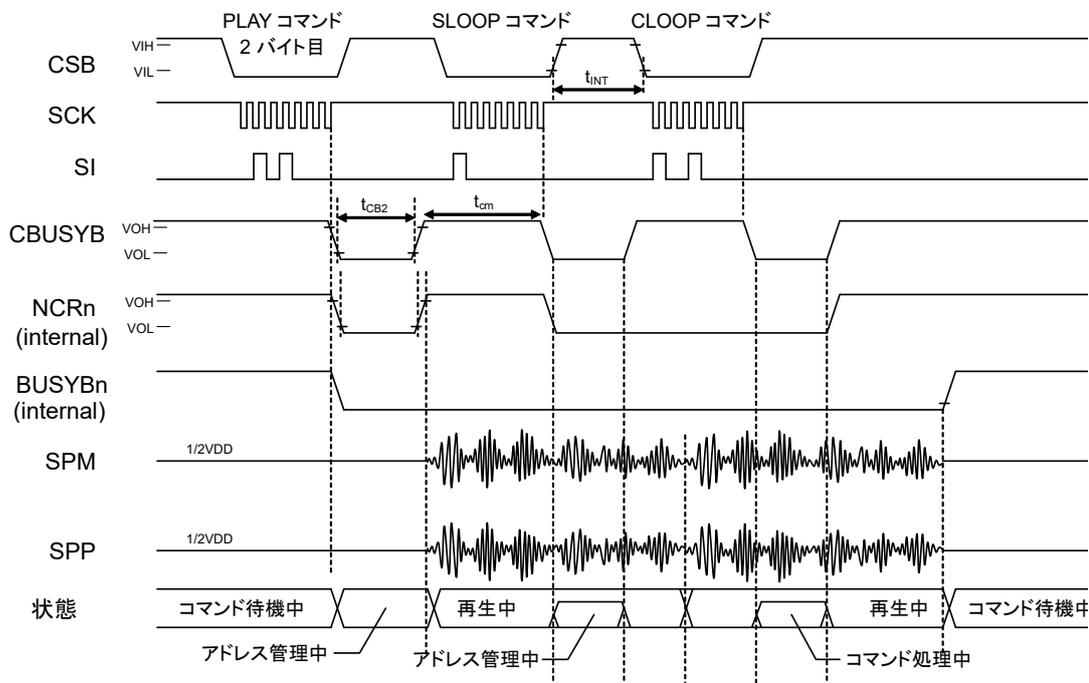 PLAY コマンド
2 バイト目
SLOOP コマンド
CLOOP コマンド
VIH
VIL
CSB
tINT
SCK
SI
tCB2
tcm
VOH
VOL
CBUSYB
VOH
VOL
NCRn
(internal)
BUSYBn
(internal)
1/2VDD
SPM
1/2VDD
SPP
状態
コマンド待機中
再生中
再生中
コマンド待機中
アドレス管理中
アドレス管理中
コマンド処理中